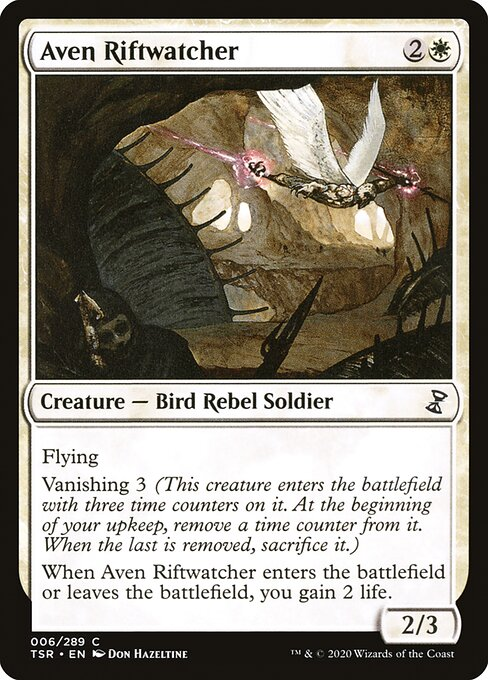 Aven Riftwatcher 2
Creature — Bird Rebel Soldier
Flying
Vanishing 3 (This creature enters the battlefield
with three time counters on it. At the beginning
of your upkeep, remove a time counter from it.
When the last is removed, sacrifice it.)
When Aven Riftwatcher enters the battlefield
or leaves the battlefield, you gain 2 life.
2/3
006/289 C
TSR • EN Don Hazeltine
™ & © 2020 Wizards of the Coast